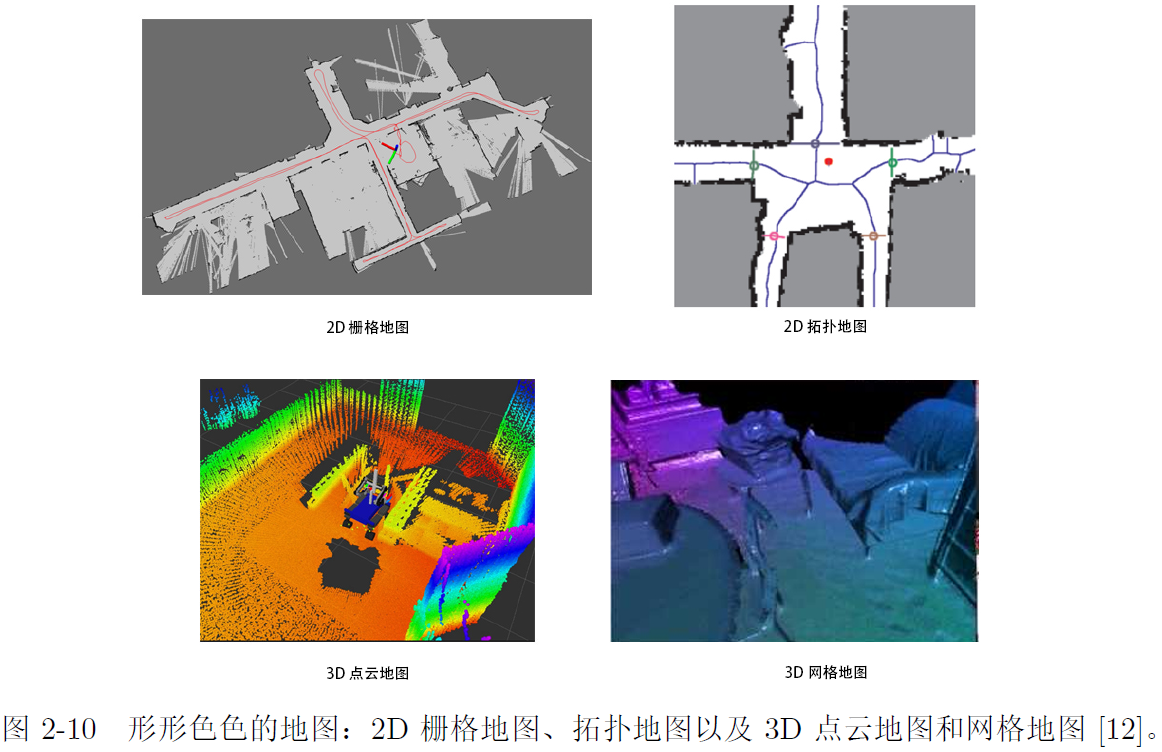 2D 栅格地图
2D 拓扑地图
3D 点云地图
3D 网格地图
图 2-10 形形色色的地图：2D 栅格地图、拓扑地图以及 3D 点云地图和网格地图 [12]。